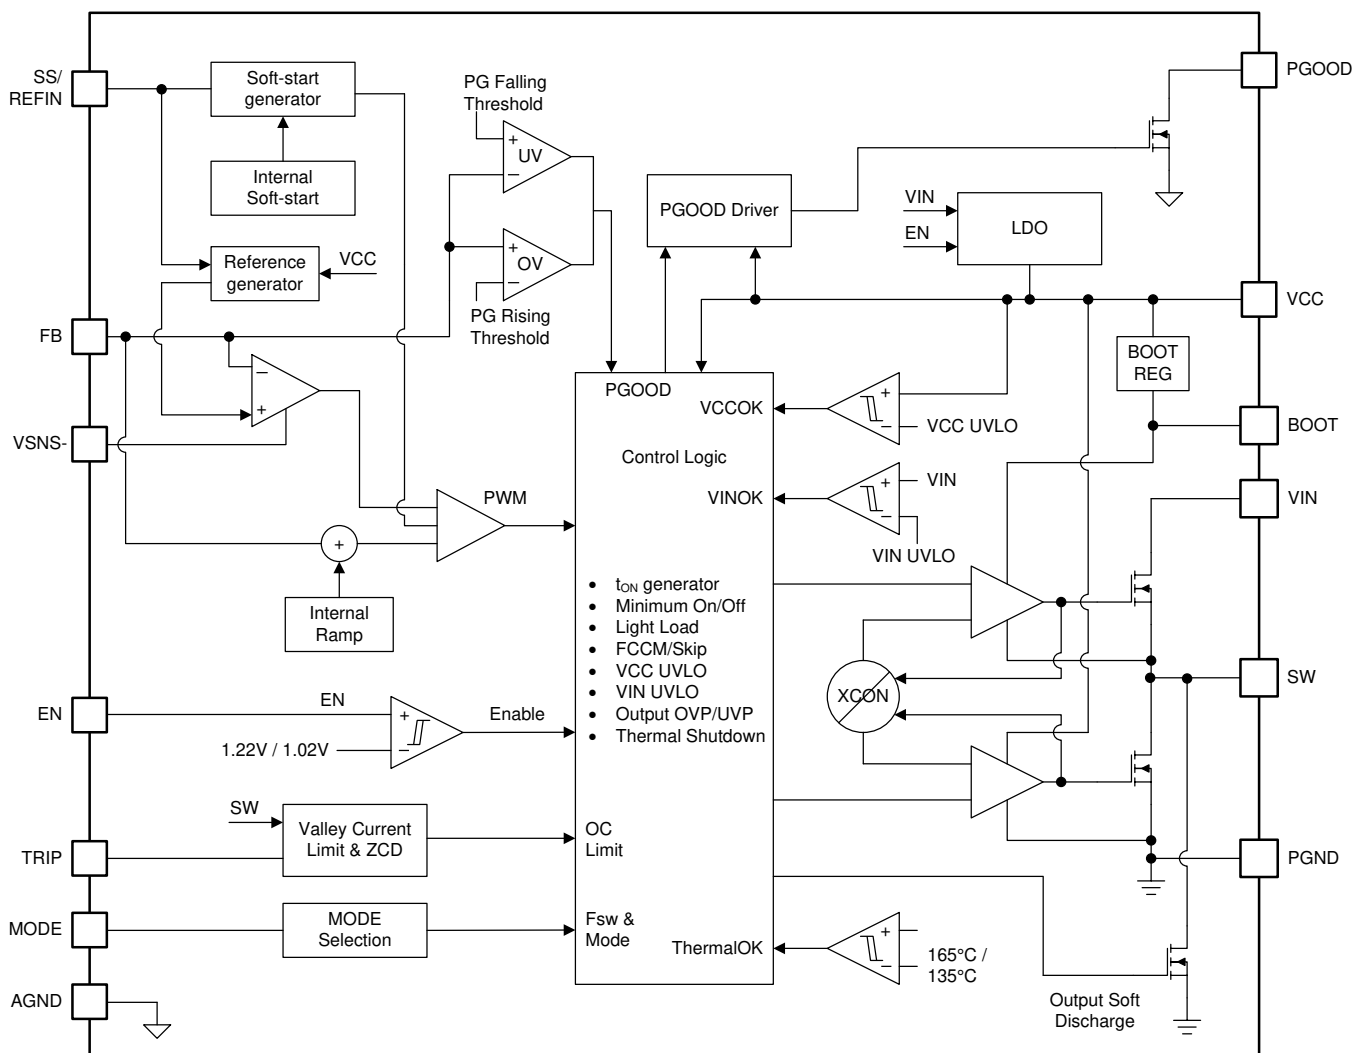 SS/
REFIN
Soft-start
generator
Internal
Soft-start
Reference
generator
VCC
PG Falling
Threshold
+
UV
−
+
OV
−
PG Rising
Threshold
PGOOD Driver
VIN
EN
LDO
PGOOD
VCC
BOOT
REG
BOOT
VIN
SW
PGND
FB
VSNS-
−
+
PWM
+
Internal
Ramp
EN
EN
+
−
1.22V / 1.02V
Enable
SW
TRIP
Valley Current
Limit & ZCD
MODE
MODE
Selection
AGND
PGOOD
VCCOK
Control Logic
VINOK
• tON generator
• Minimum On/Off
• Light Load
• FCCM/Skip
• VCC UVLO
• VIN UVLO
• Output OVP/UVP
• Thermal Shutdown
OC
Limit
Fsw &
Mode
ThermalOK
+
−
VCC UVLO
+
−
VIN
VIN UVLO
XCON
+
−
165°C /
135°C
Output Soft
Discharge